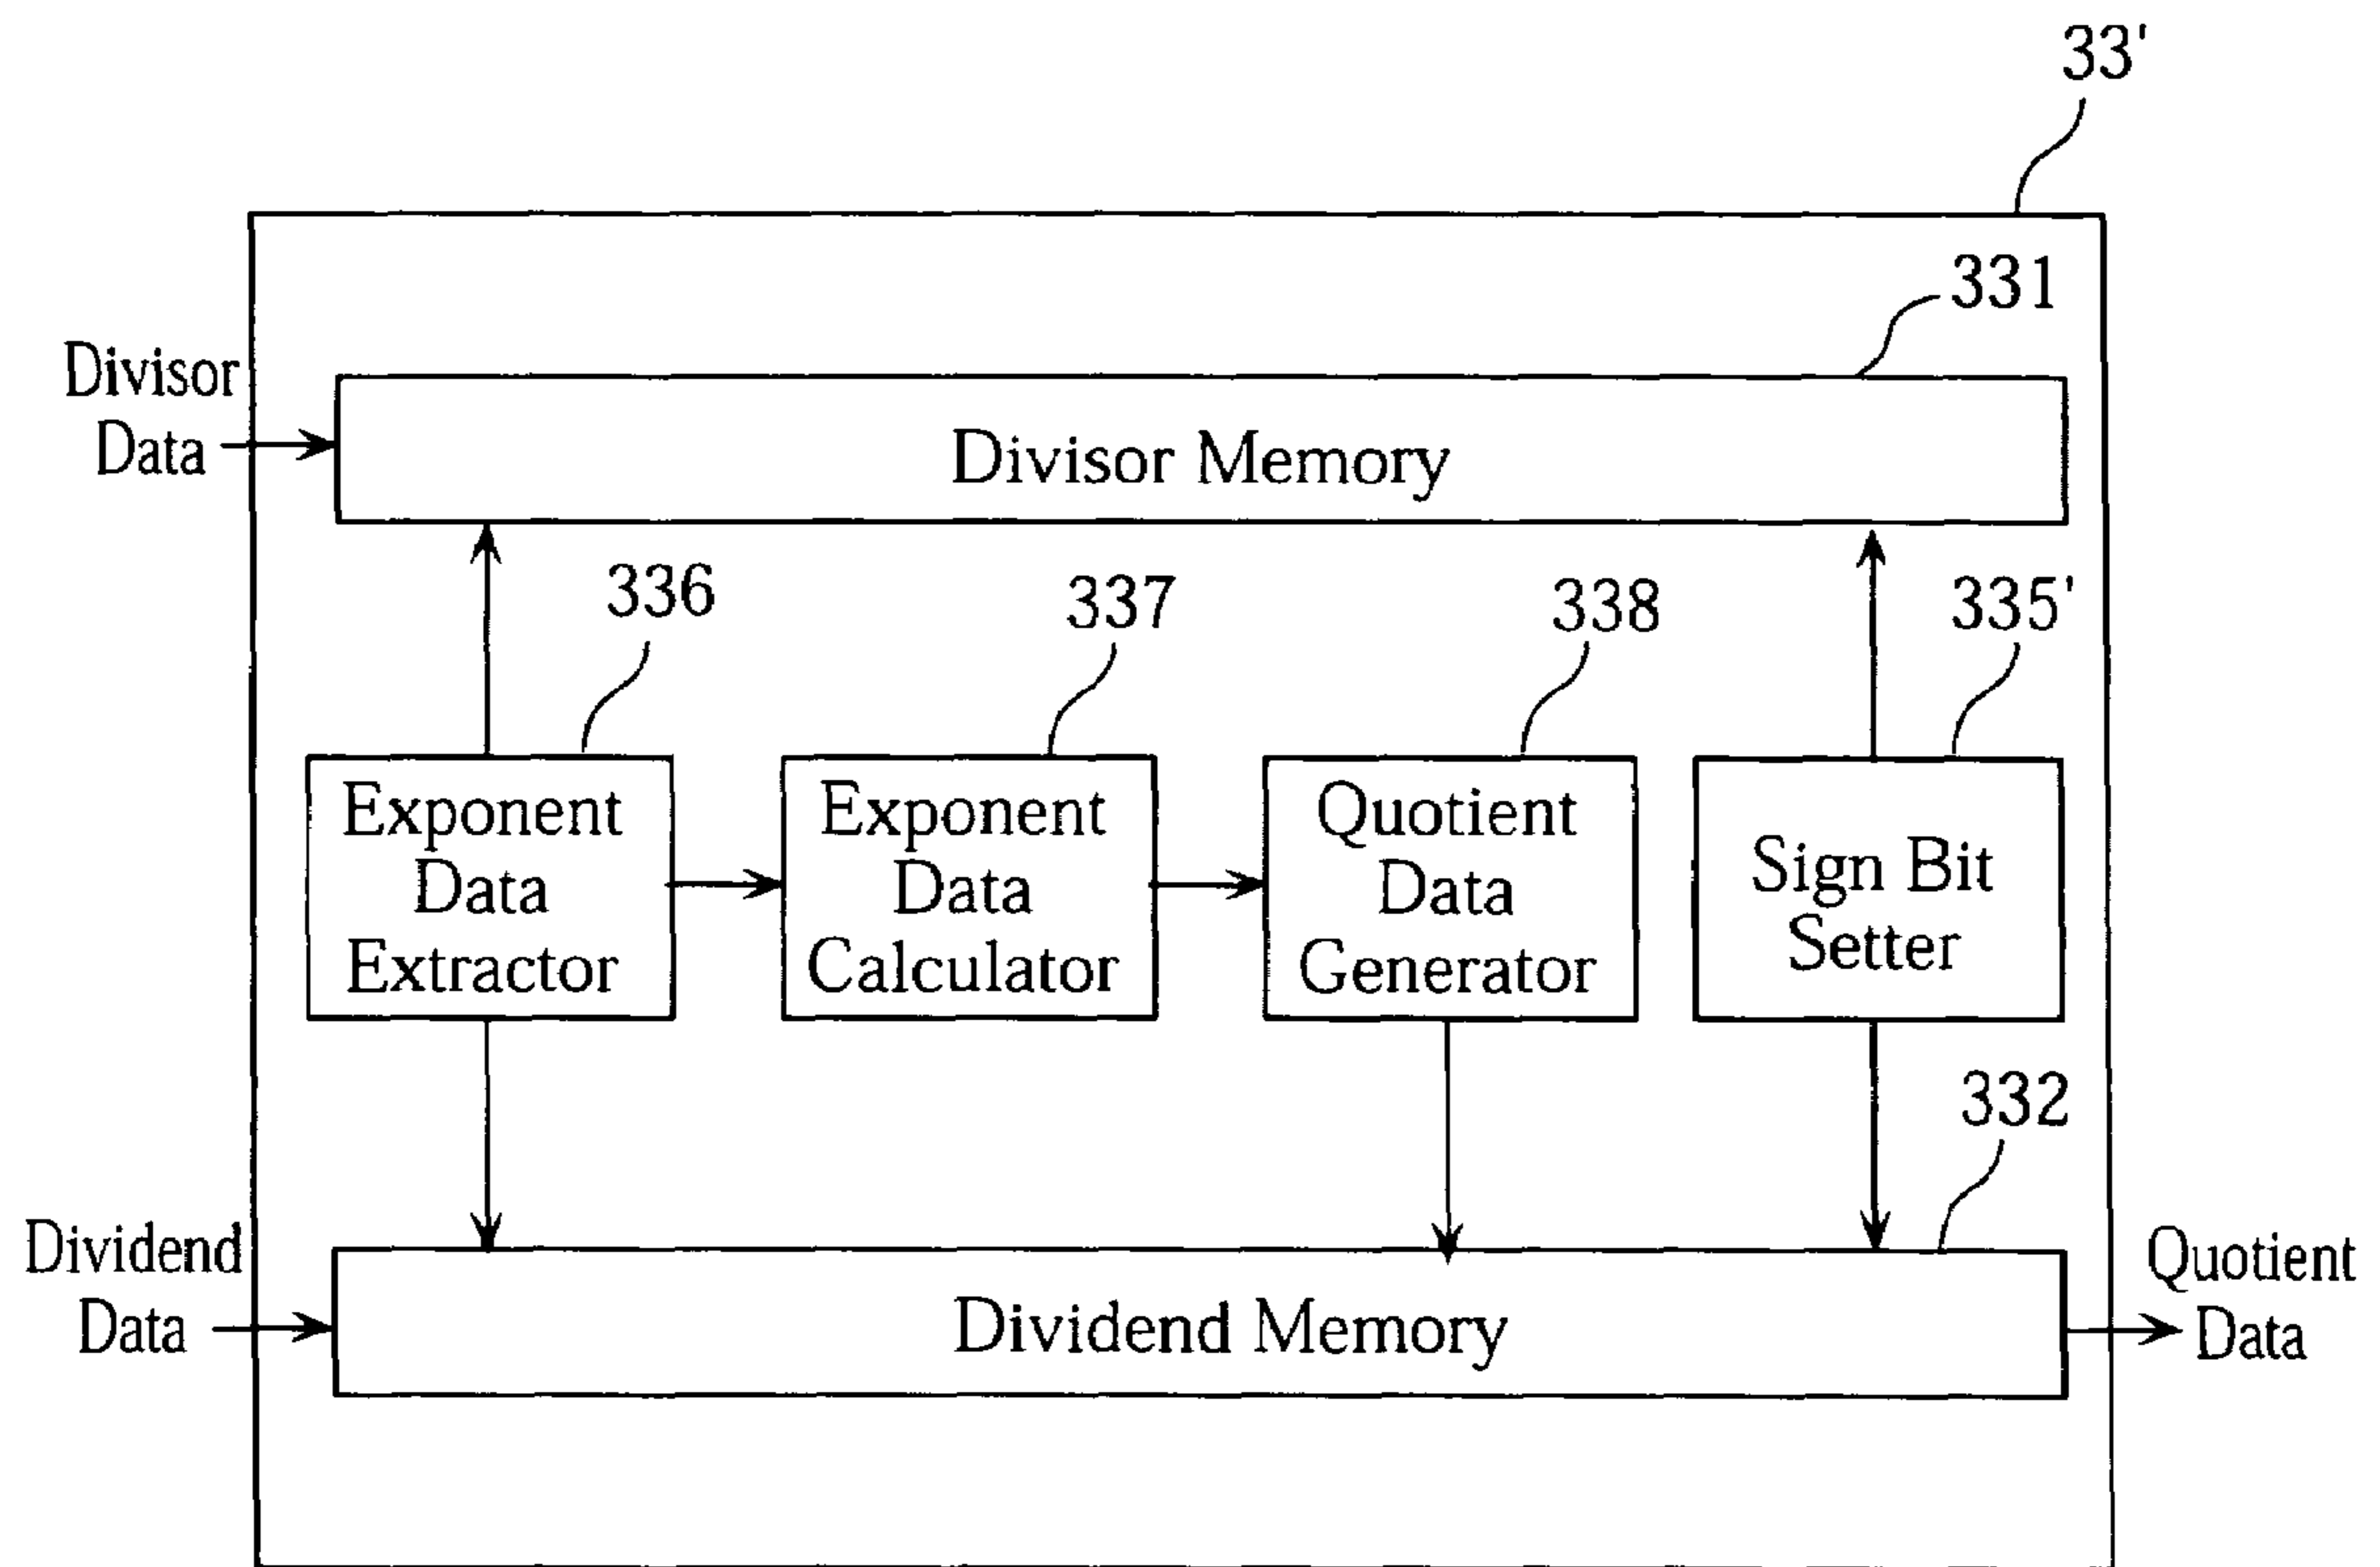 33'
331
Divisor
Data
Divisor Memory
336
337
338
335'
Exponent
Data
Extractor
Exponent
Data
Calculator
Quotient
Data
Generator
Sign Bit
Setter
332
Dividend
Data
Dividend Memory
Quotient
Data